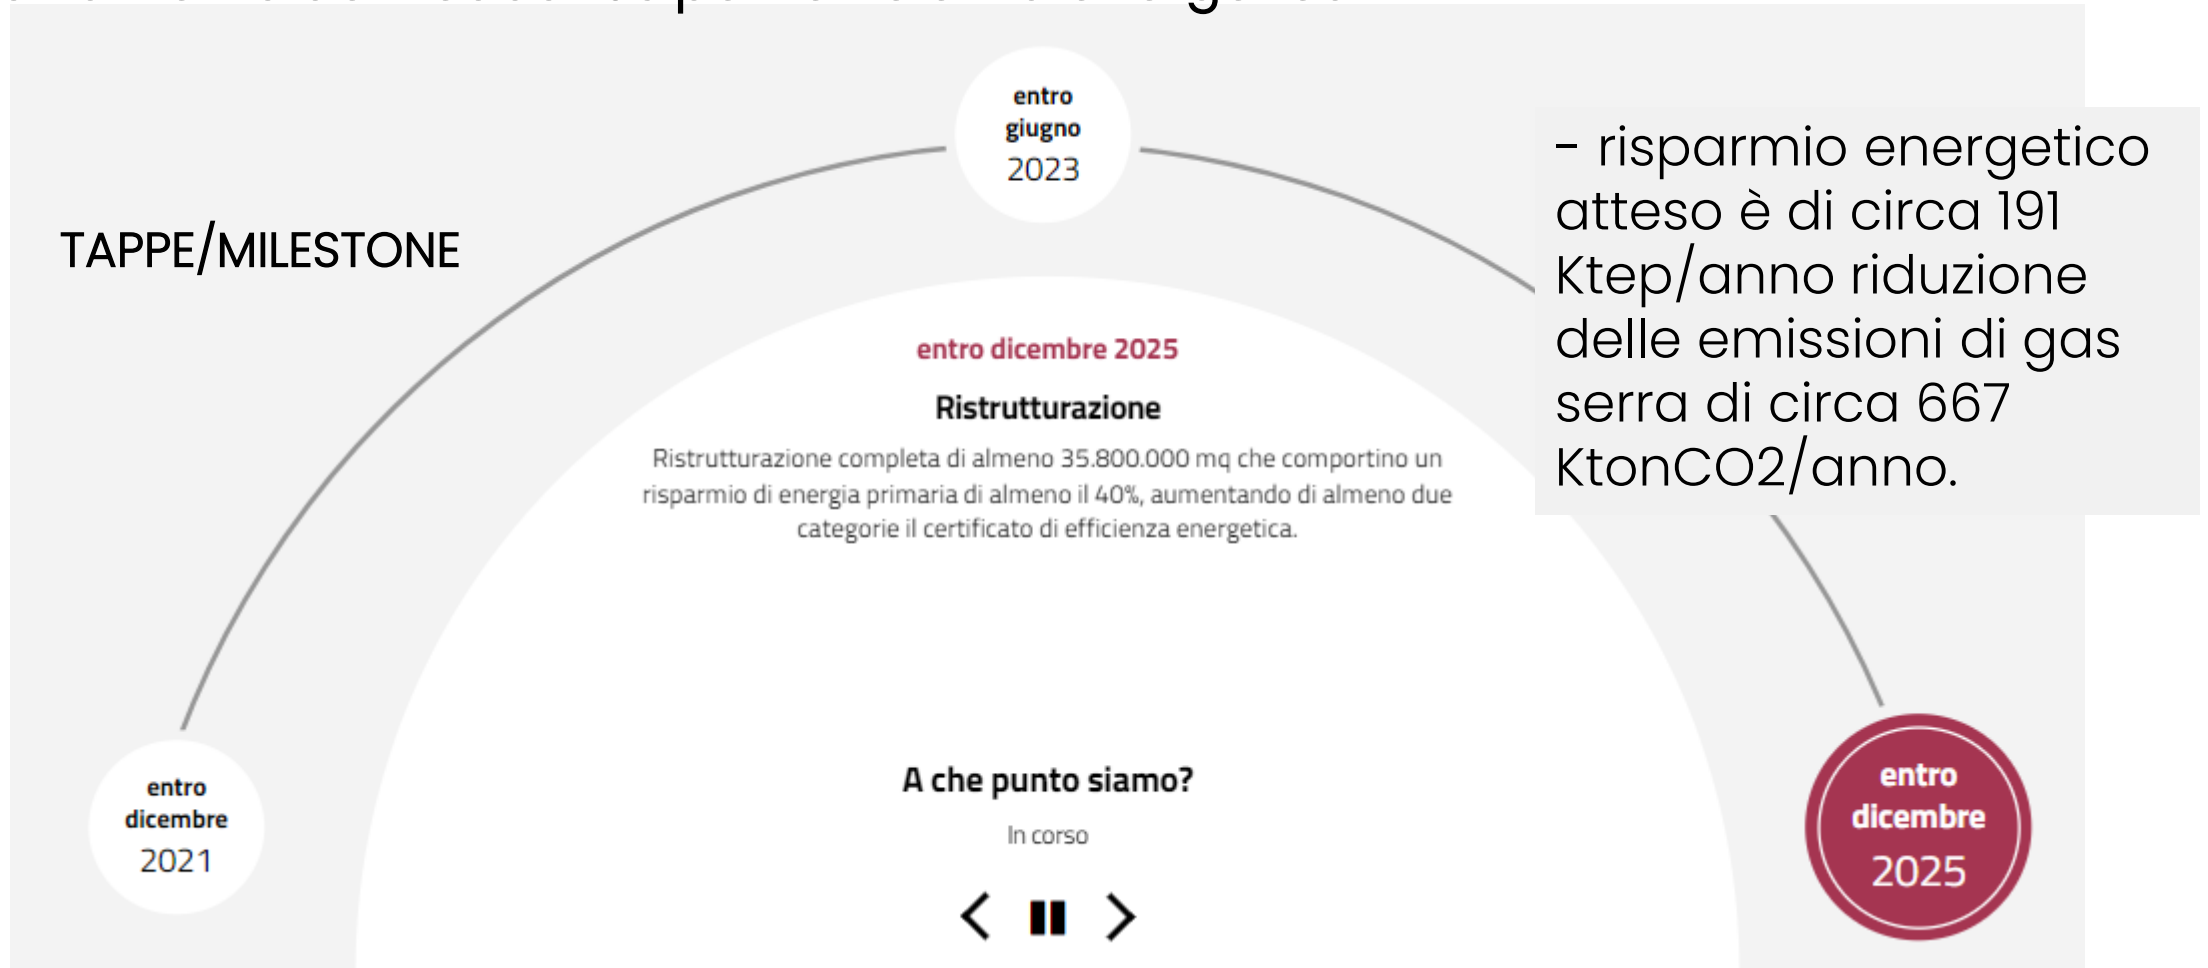 entro
giugno
2023
TAPPE/MILESTONE
- risparmio energetico
atteso è di circa 191
Ktep/anno riduzione
delle emissioni di gas
serra di circa 667
KtonCO2/anno.
entro dicembre 2025
Ristrutturazione
Ristrutturazione completa di almeno 35.800.000 mq che comportino un
risparmio di energia primaria di almeno il 40%, aumentando di almeno due
categorie il certificato di efficienza energetica.
A che punto siamo?
In corso
entro
dicembre
2021
entro
dicembre
2025